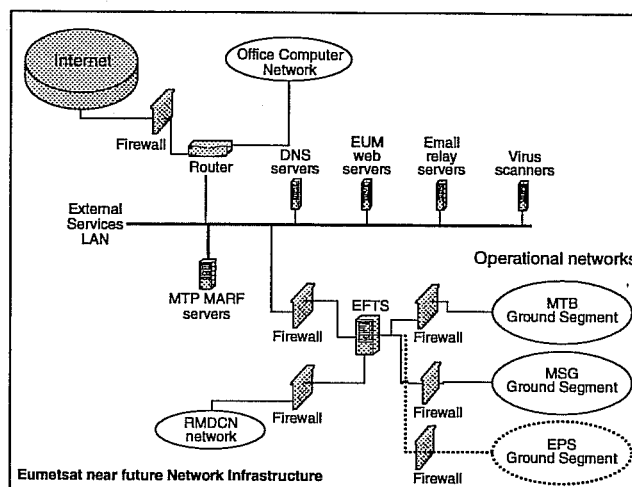 Internet
Office Computer
Network
Firewall
Router
DNS
servers
EUM
web
servers
Email
relay
servers
Virus
scanners
External
Services
LAN
MTP MARF
servers
Operational networks
Firewall
EFTS
Firewall
MTB
Ground Segment
Firewall
MSG
Ground Segment
RMDCN
network
Firewall
Firewall
EPS
Ground Segment
Eumetsat near future Network Infrastructure